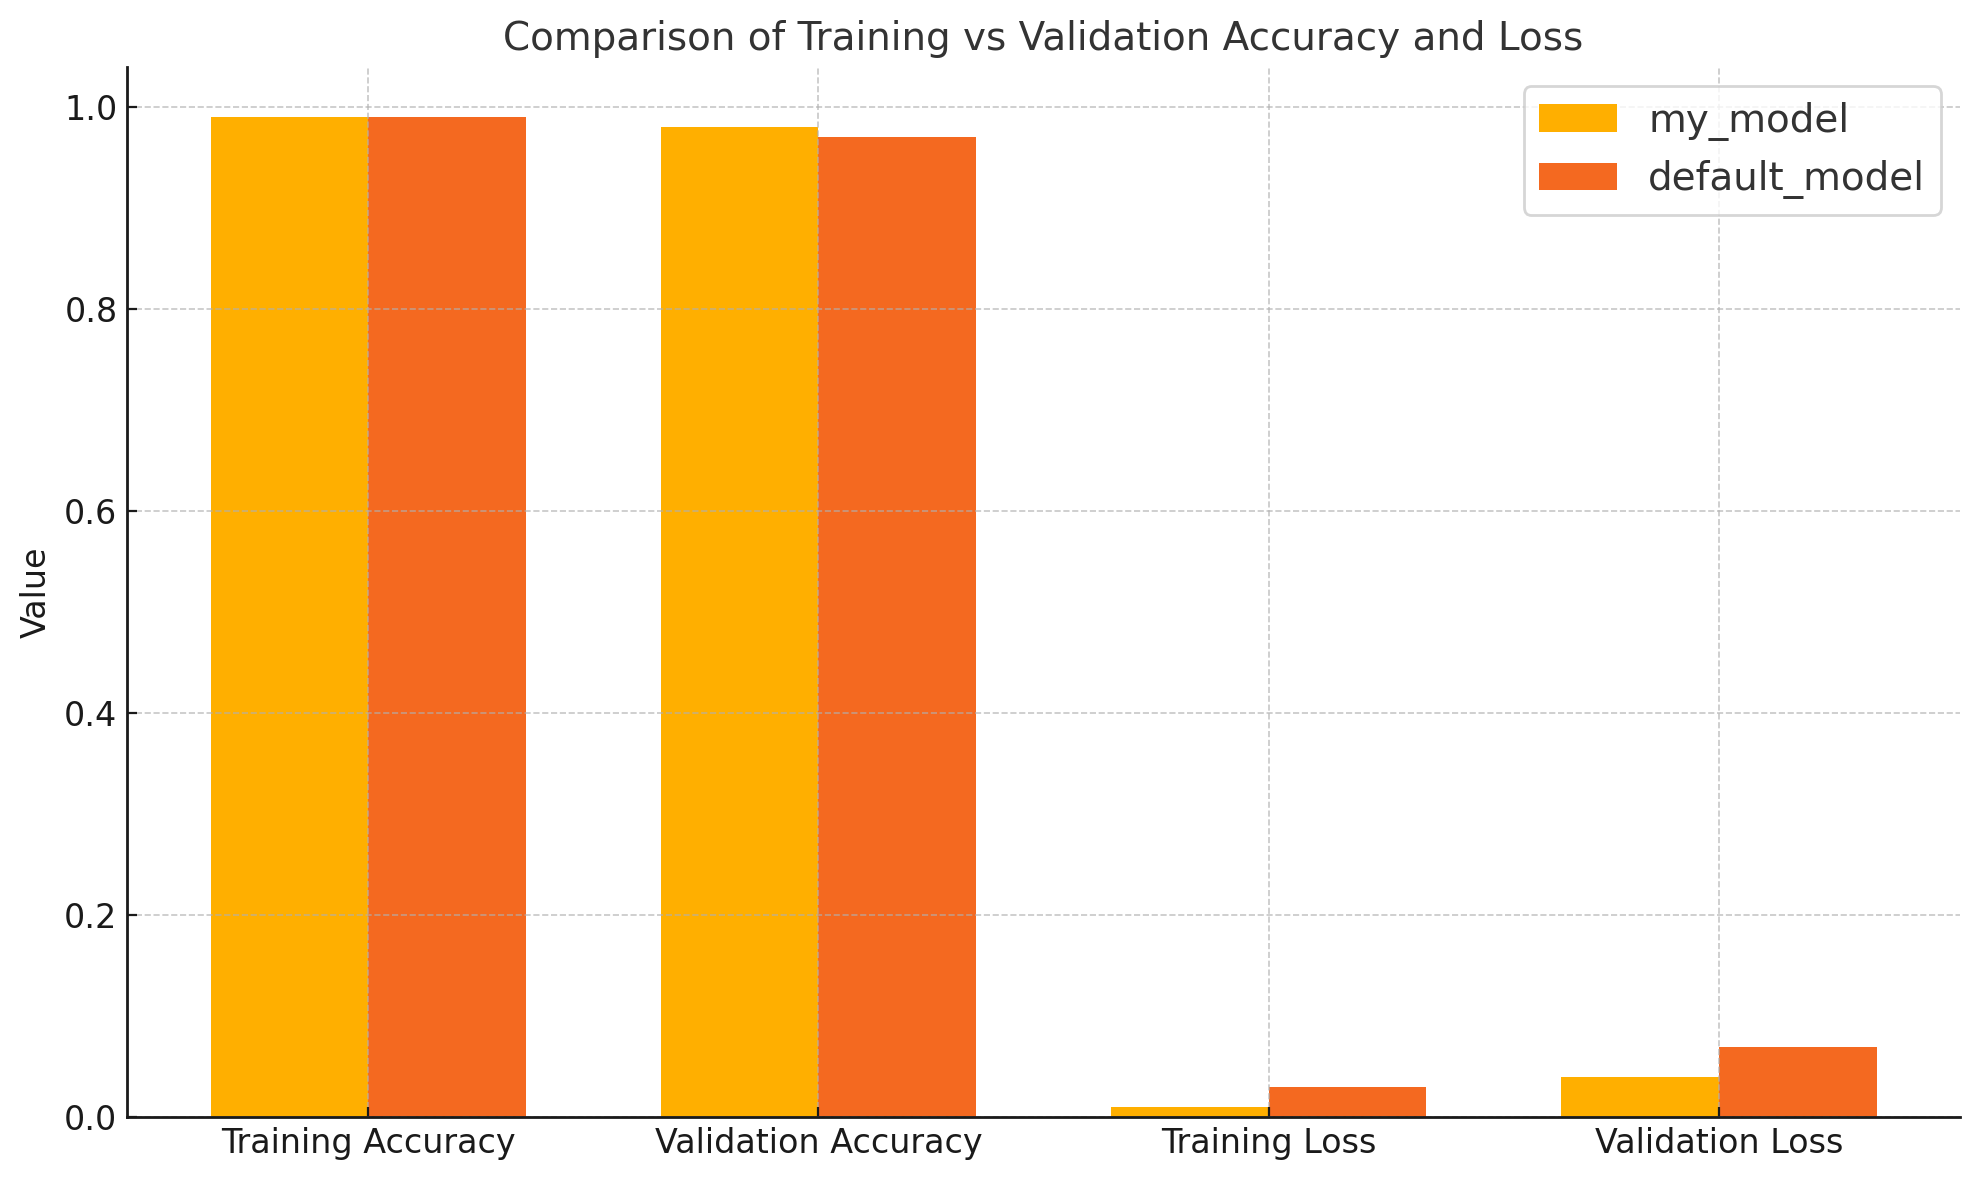 Comparison of Training vs Validation Accuracy and Loss
my_model
default_model
Value
1.0
0.8
0.6
0.4
0.2
0.0
Training Accuracy
Validation Accuracy
Training Loss
Validation Loss